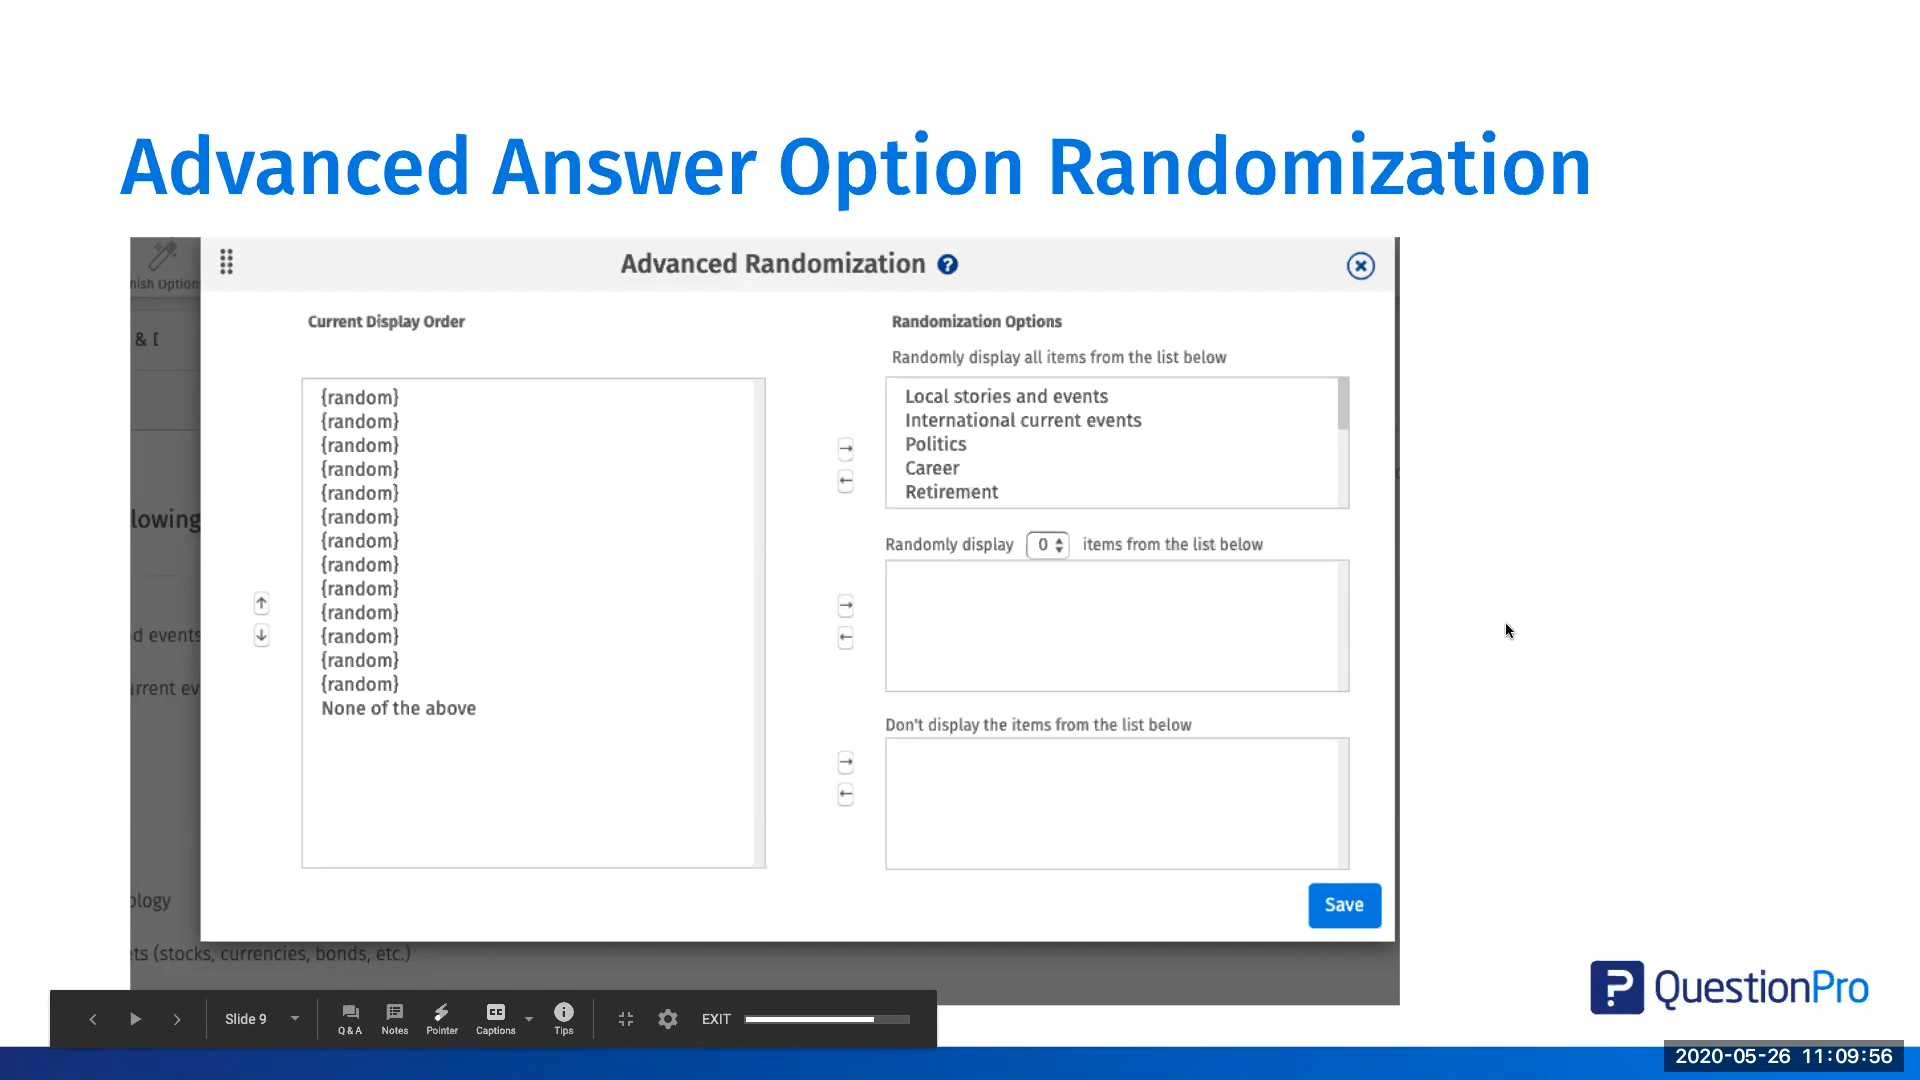 Advanced Answer Option Randomization
nish Option
Advanced Randomization ?
& D
Current Display Order
Randomization Options
Randomly display all items from the list below
{random}
{random}
{random}
{random}
{random}
{random}
{random}
{random}
{random}
{random}
{random}
{random}
{random}
None of the above
Local stories and events
International current events
Politics
Career
Retirement
Randomly display 0 items from the list below
Don't display the items from the list below
lowing
d events
irrent ev
ology
ts (stocks, currencies, bonds, etc.)
Save
Slide 9
Q & A
Notes
Pointer
CC
Captions
Tips
EXIT
? QuestionPro
2020-05-26 11:09:56